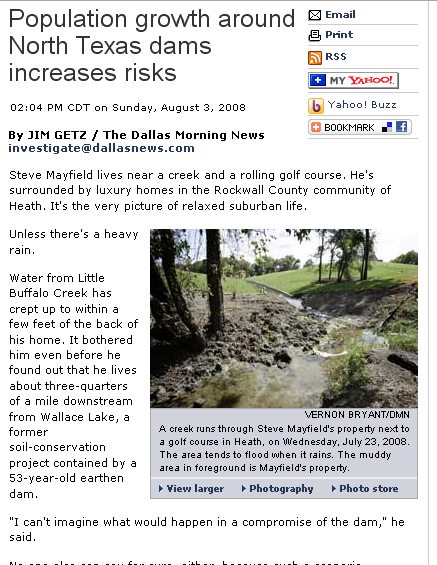 Population growth around
North Texas dams
increases risks
Email
Print
RSS
MY YAHOO!
Yahoo! Buzz
BOOKMARK
02:04 PM CDT on Sunday, August 3, 2008
By JIM GETZ / The Dallas Morning News
investigate@dallasnews.com
Steve Mayfield lives near a creek and a rolling golf course. He's
surrounded by luxury homes in the Rockwall County community of
Heath. It's the very picture of relaxed suburban life.
Unless there's a heavy
rain.
Water from Little
Buffalo Creek has
crept up to within a
few feet of the back of
his home. It bothered
him even before he
found out that he lives
about three-quarters
of a mile downstream
from Wallace Lake, a
former
soil-conservation
project contained by a
53-year-old earthen
dam.
VERNON BRYANT/DMN
A creek runs through Steve Mayfield's property next to
a golf course in Heath, on Wednesday, July 23, 2008.
The area tends to flood when it rains. The muddy
area in foreground is Mayfield's property.
View larger
Photography
Photo store
"I can't imagine what would happen in a compromise of the dam," he
said.